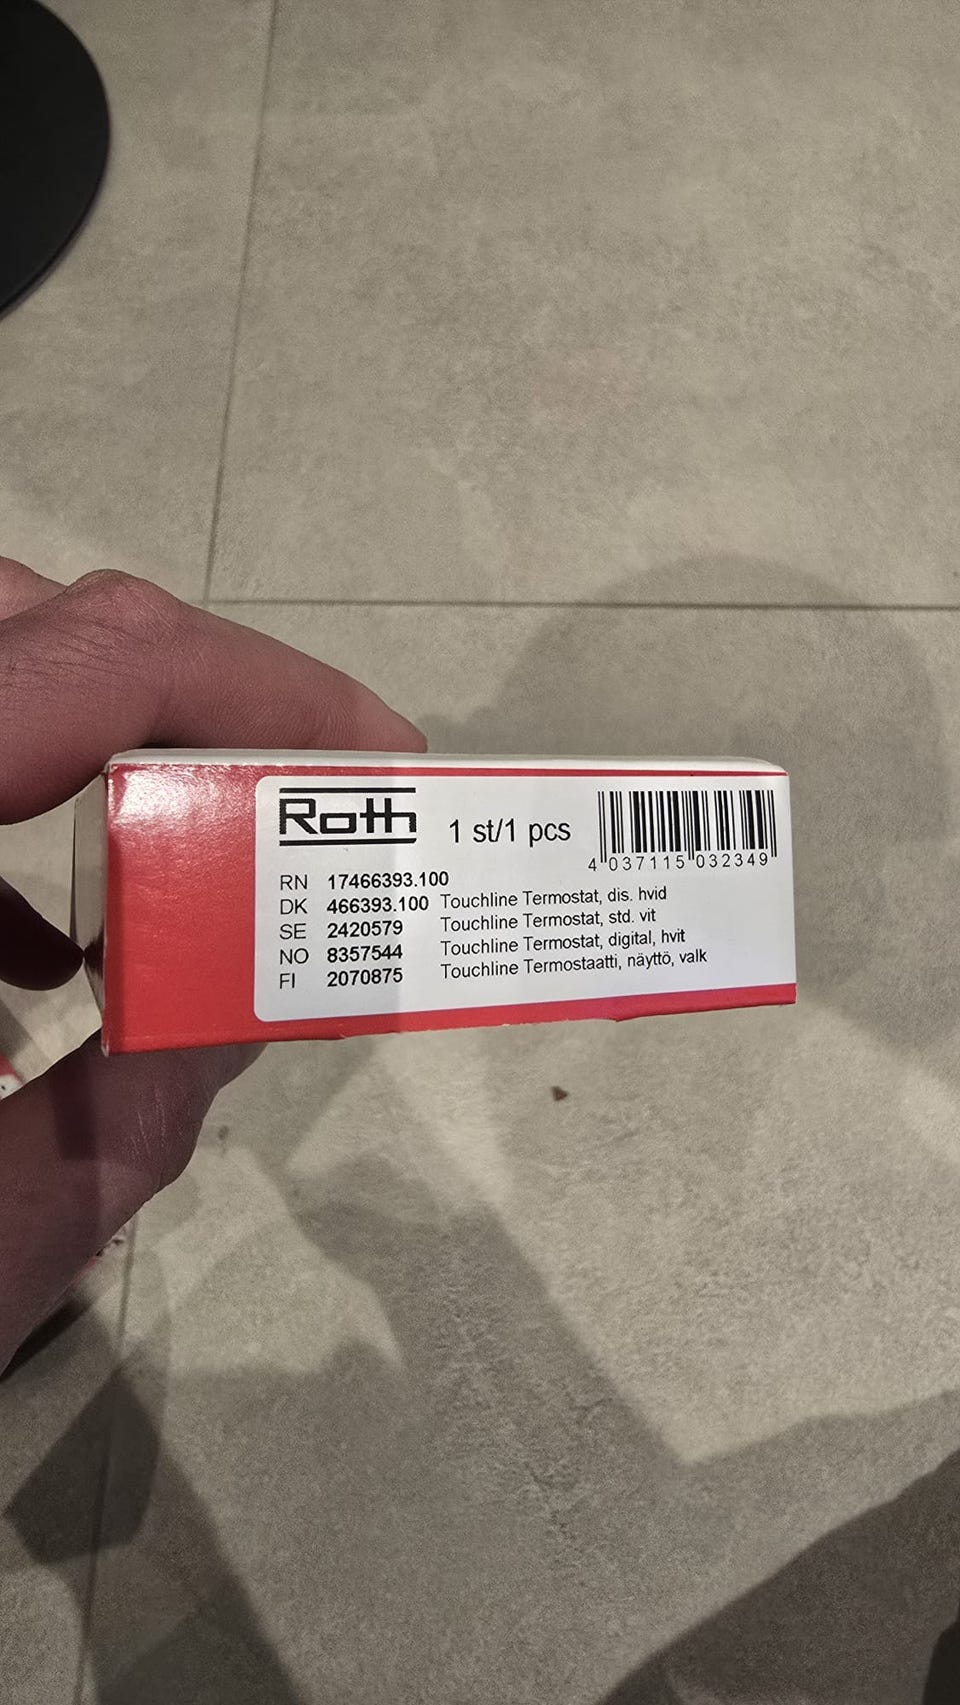 Roth
1 st/1 pcs
4 037115 032349
RN 17466393.100
DK 466393.100 Touchline Termostat, dis. hvid
SE 2420579 Touchline Termostat, std. vit
NO 8357544 Touchline Termostat, digital, hvit
FI 2070875 Touchline Termostaatti, näyttö, valk